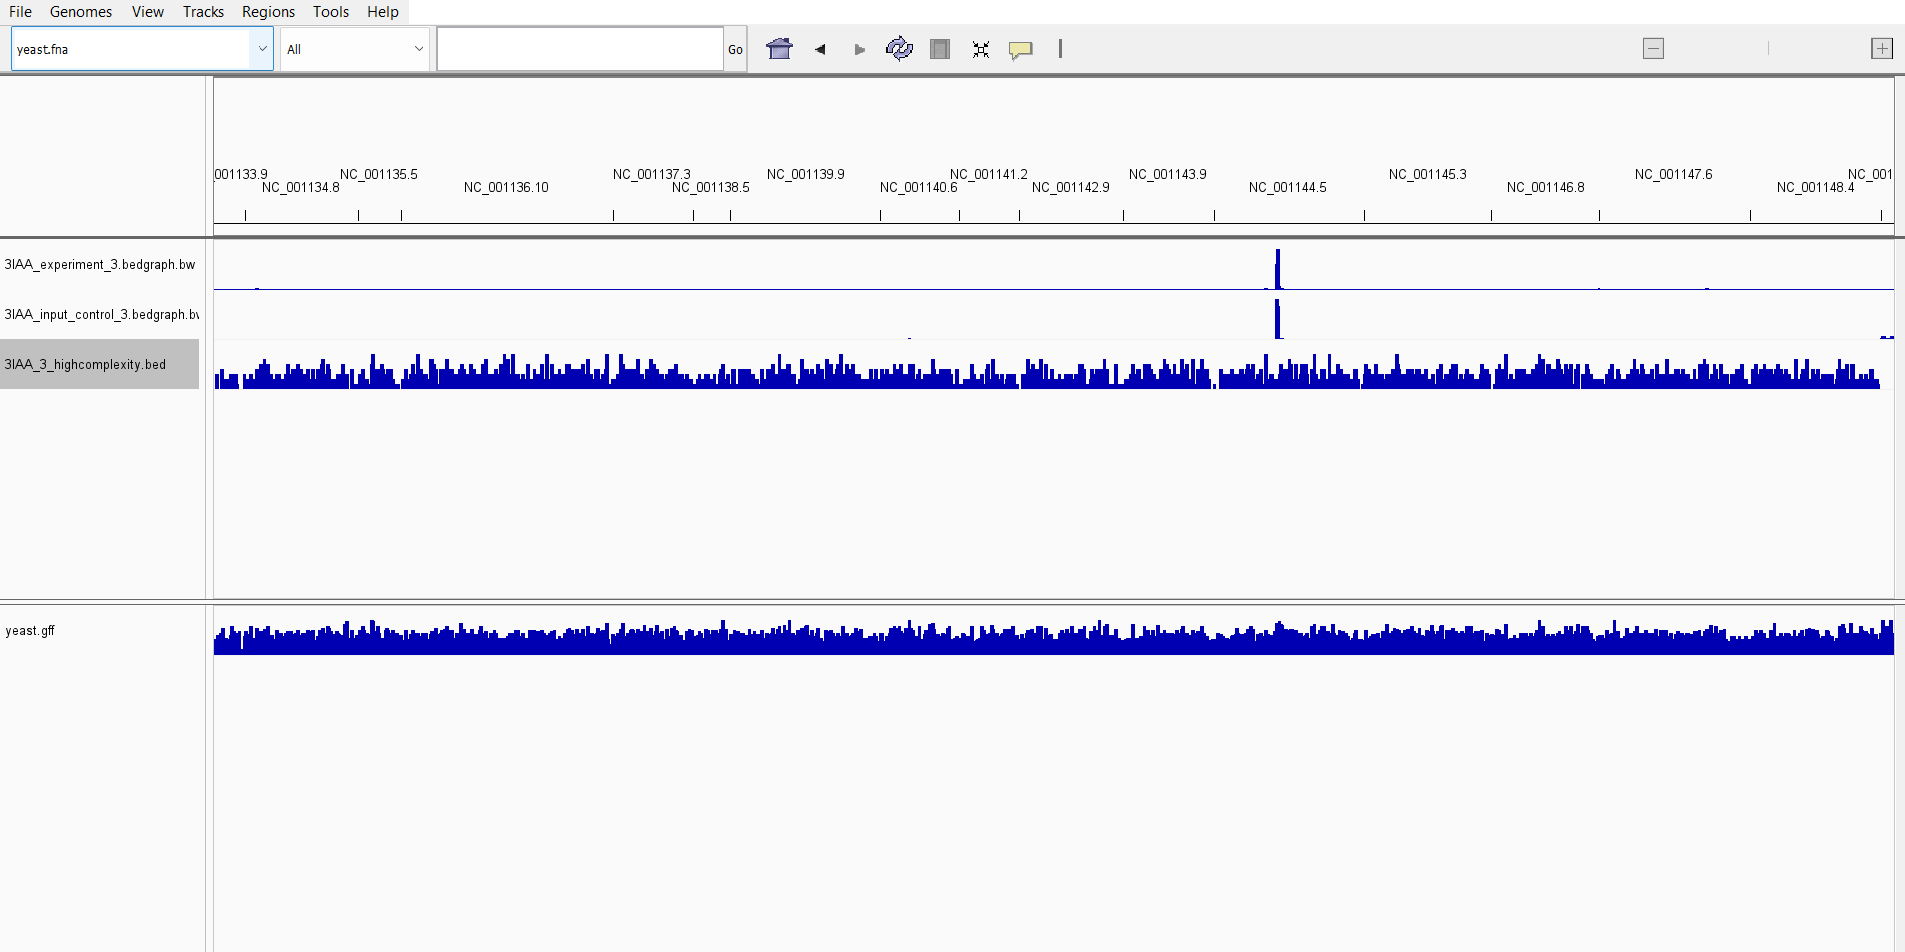 File Genomes View Tracks Regions Tools Help
yeast.fna All Go
001133.9 NC_001135.5 NC_001137.3 NC_001139.9 NC_001141.2 NC_001143.9 NC_001145.3 NC_001147.6 NC_001
NC_001134.8 NC_001136.10 NC_001138.5 NC_001140.6 NC_001142.9 NC_001144.5 NC_001146.8 NC_001148.4
3IAA_experiment_3.bedgraph.bw
3IAA_input_control_3.bedgraph.bw
3IAA_3_highcomplexity.bed
yeast.gff